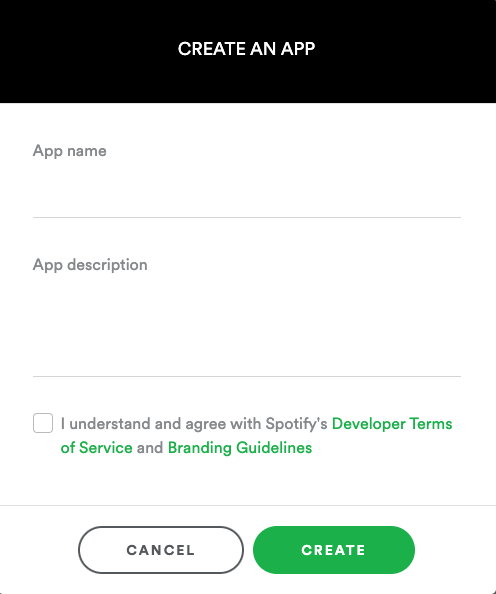 CREATE AN APP
App name
App description
I understand and agree with Spotify's Developer Terms
of Service and Branding Guidelines
CANCEL
CREATE